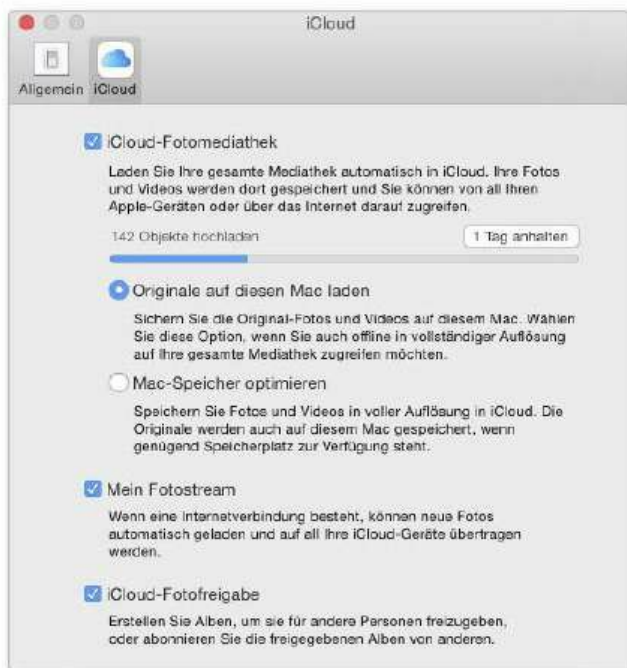 iCloud
Allgemein iCloud
iCloud-Fotomediathek
Laden Sie Ihre gesamte Mediathek automatisch in iCloud. Ihre Fotos
und Videos werden dort gespeichert und Sie können von all Ihren
Apple-Geräten oder über das Internet darauf zugreifen.
142 Objekte hochladen 1 Tag anhalten
Originale auf diesen Mac laden
Sichern Sie die Original-Fotos und Videos auf diesem Mac. Wählen
Sie diese Option, wenn Sie auch offline in vollständiger Auflösung
auf Ihre gesamte Mediathek zugreifen möchten.
Mac-Speicher optimieren
Speichern Sie Fotos und Videos in voller Auflösung in iCloud. Die
Originale werden auch auf diesem Mac gespeichert, wenn
genügend Speicherplatz zur Verfügung steht.
Mein Fotostream
Wenn eine Internetverbindung besteht, können neue Fotos
automatisch geladen und auf all Ihre iCloud-Geräte übertragen
werden.
iCloud-Fotofreigabe
Erstellen Sie Alben, um sie für andere Personen freizugeben,
oder abonnieren Sie die freigegebenen Alben von anderen.